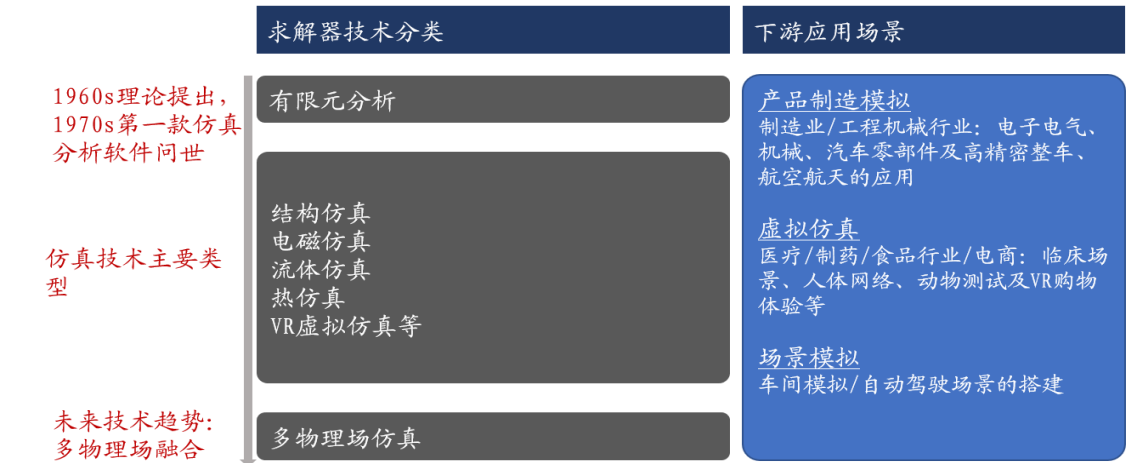 求解器技术分类
下游应用场景
1960s理论提出，
1970s第一款仿真
分析软件问世
有限元分析
仿真技术主要类
型
结构仿真
电磁仿真
流体仿真
热仿真
VR虚拟仿真等
未来技术趋势：
多物理场融合
多物理场仿真
产品制造模拟
制造业/工程机械行业：电子电气、
机械、汽车零部件及高精密整车、
航空航天的应用
虚拟仿真
医疗/制药/食品行业/电商：临床场
景、人体网络、动物测试及VR购物
体验等
场景模拟
车间模拟/自动驾驶场景的搭建